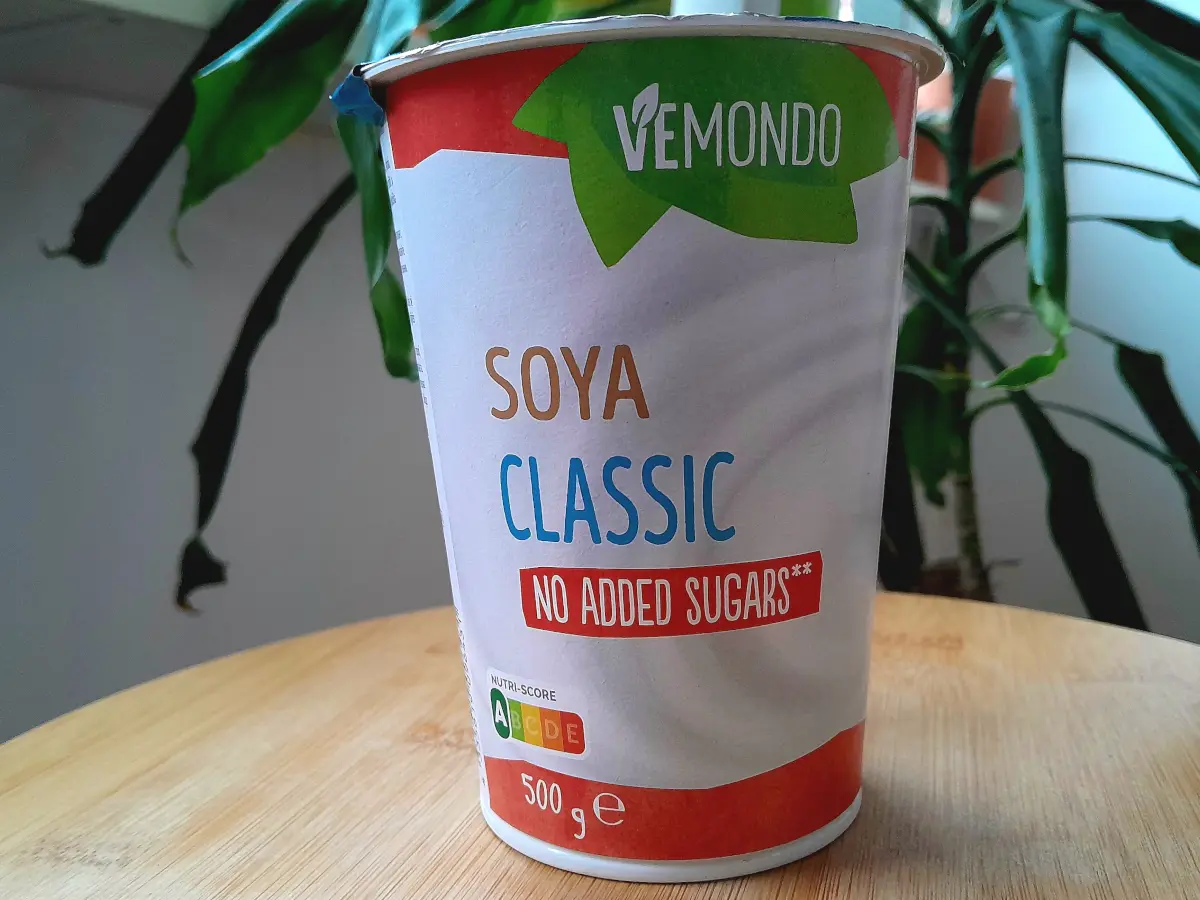 VEMONDO
SOYA
CLASSIC
NO ADDED SUGARS**
NUTRI-SCORE
A B C D E
500 g ℮